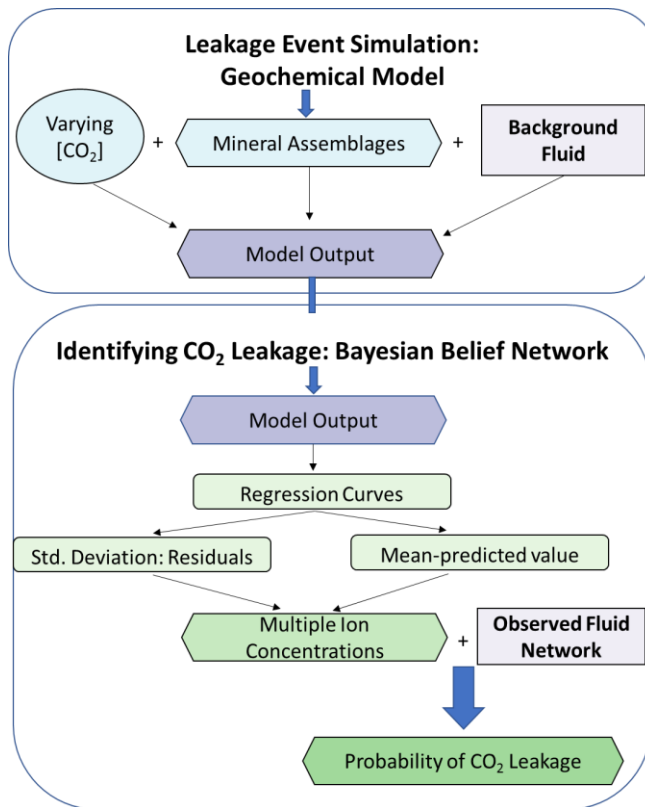 Leakage Event Simulation:
Geochemical Model
Varying
[CO₂]
+
Mineral Assemblages
+
Background
Fluid
Model Output
Identifying CO₂ Leakage: Bayesian Belief Network
Model Output
Regression Curves
Std. Deviation: Residuals
Mean-predicted value
Multiple Ion
Concentrations
+
Observed Fluid
Network
Probability of CO₂ Leakage